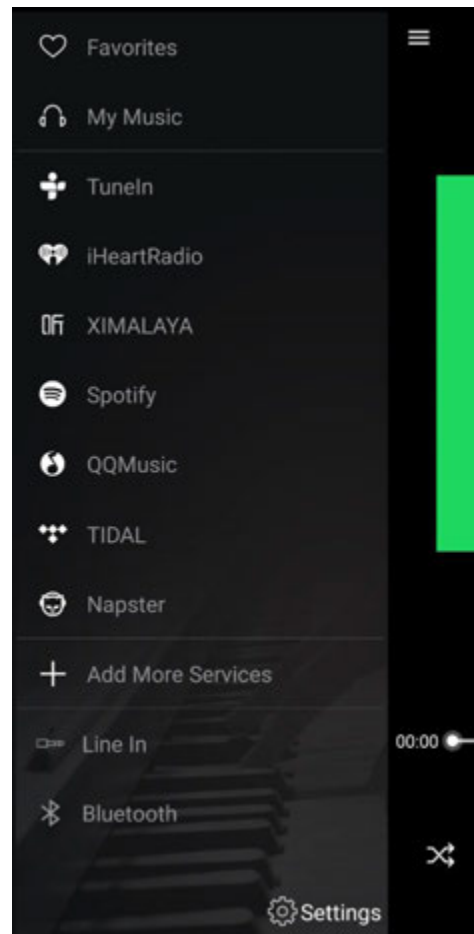 Favorites
My Music
TuneIn
iHeartRadio
XIMALAYA
Spotify
QQMusic
TIDAL
Napster
Add More Services
Line In
00:00
Bluetooth
Settings